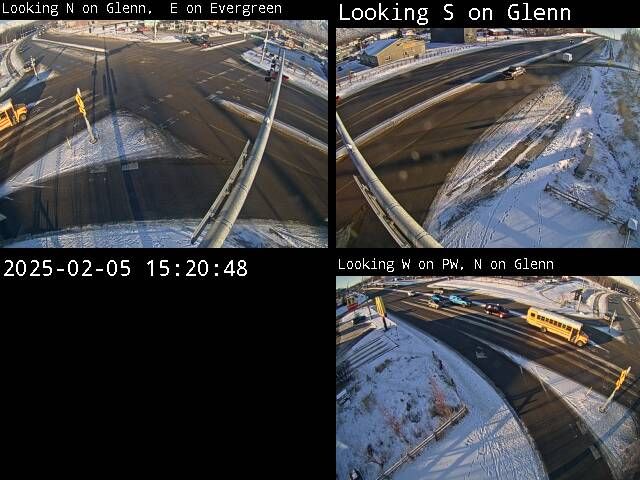 Looking N on Glenn,  E on Evergreen
Looking S on Glenn
2025-02-05 15:20:48
Looking W on PW, N on Glenn